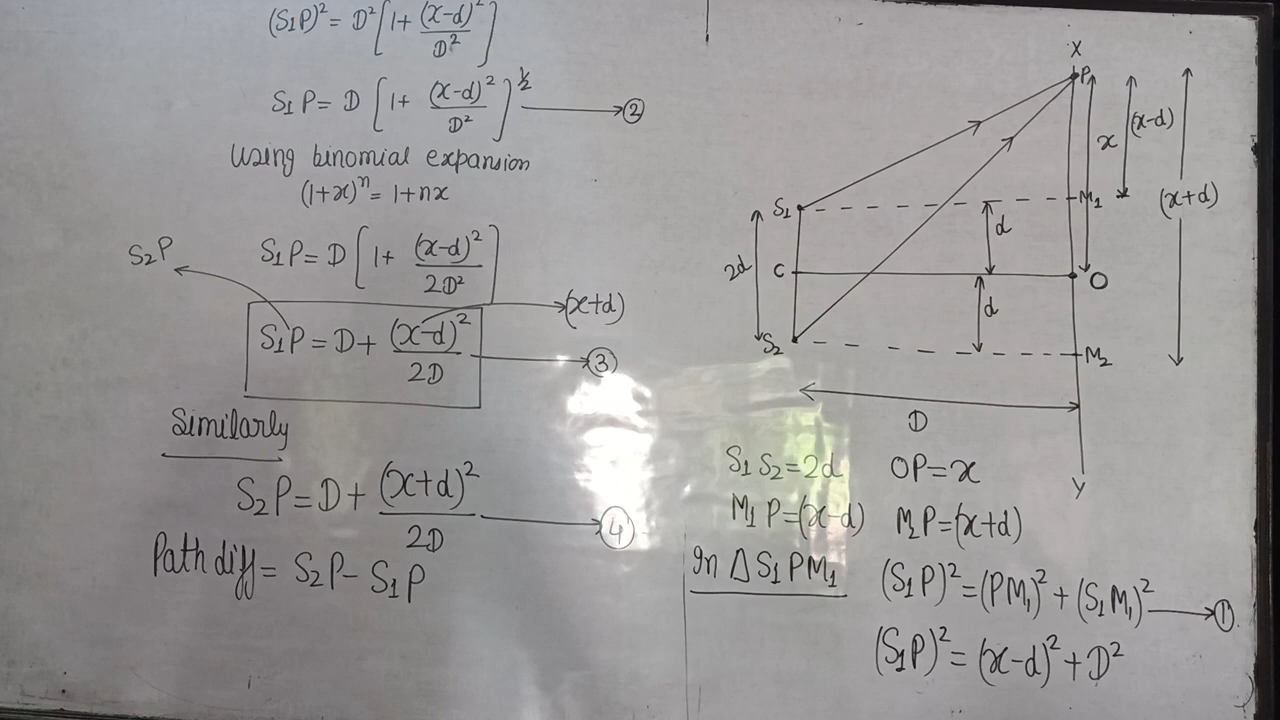 (S₁P)² = D² [1 + (x-d)²/D²]
S₁P = D [1 + (x-d)²/D²]^½ → ②
Using binomial expansion
(1+x)ⁿ = 1+nx
S₁P = D [1 + (x-d)²/2D²]
S₂P
(x+d)
S₁P = D + (x-d)²/2D → ③
Similarly
S₂P = D + (x+d)²/2D → ④
Path diff = S₂P - S₁P
X
P
x
(x-d)
(x+d)
S₁
M₁
d
2d
C
O
d
S₂
M₂
D
Y
S₁S₂=2d OP=x
M₁P=(x-d) M₂P=(x+d)
In ΔS₁PM₁ (S₁P)² = (PM₁)² + (S₁M₁)² → ①
(S₁P)² = (x-d)² + D²